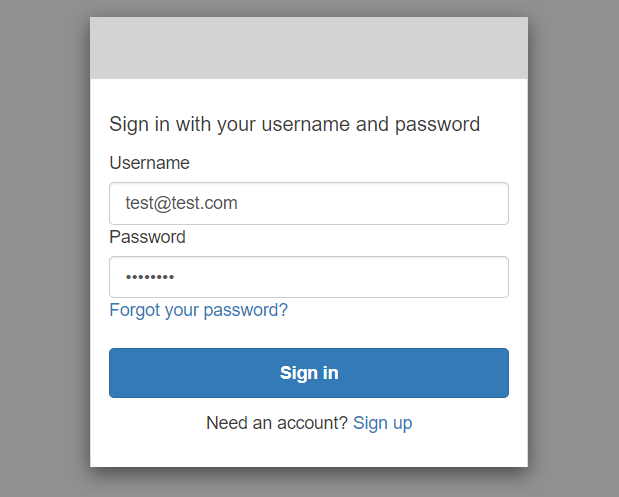 Sign in with your username and password
Username
test@test.com
Password
••••••••
Forgot your password?
Sign in
Need an account? Sign up